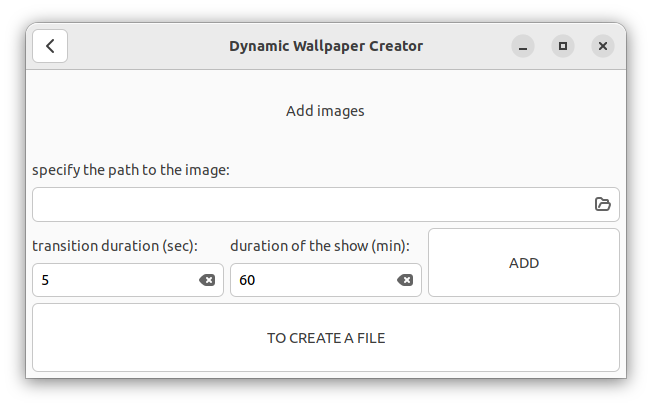 Dynamic Wallpaper Creator
Add images
specify the path to the image:
transition duration (sec): duration of the show (min):
5 60 ADD
TO CREATE A FILE